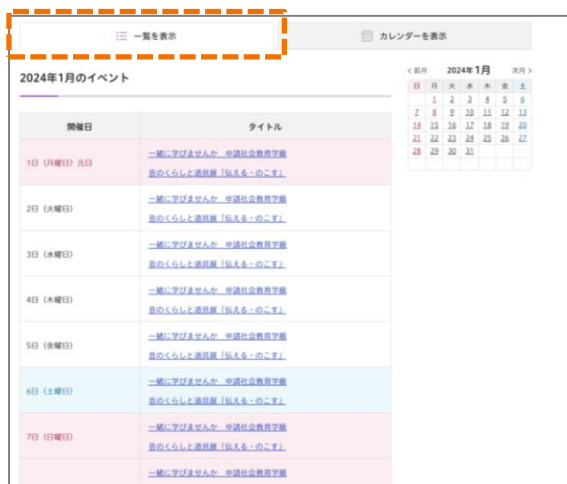 一覧を表示
カレンダーを表示
2024年1月のイベント
開催日 タイトル
1日（月曜日）元日
一緒に学びませんか　申請社会教育学級
昔のくらしと道具展「伝える・のこす」
2日（火曜日）
一緒に学びませんか　申請社会教育学級
昔のくらしと道具展「伝える・のこす」
3日（水曜日）
一緒に学びませんか　申請社会教育学級
昔のくらしと道具展「伝える・のこす」
4日（木曜日）
一緒に学びませんか　申請社会教育学級
昔のくらしと道具展「伝える・のこす」
5日（金曜日）
一緒に学びませんか　申請社会教育学級
昔のくらしと道具展「伝える・のこす」
6日（土曜日）
一緒に学びませんか　申請社会教育学級
昔のくらしと道具展「伝える・のこす」
7日（日曜日）
一緒に学びませんか　申請社会教育学級
昔のくらしと道具展「伝える・のこす」
一緒に学びませんか　申請社会教育学級
< 前月 2024年1月 次月 >
日 月 火 水 木 金 土
1 2 3 4 5 6
7 8 9 10 11 12 13
14 15 16 17 18 19 20
21 22 23 24 25 26 27
28 29 30 31